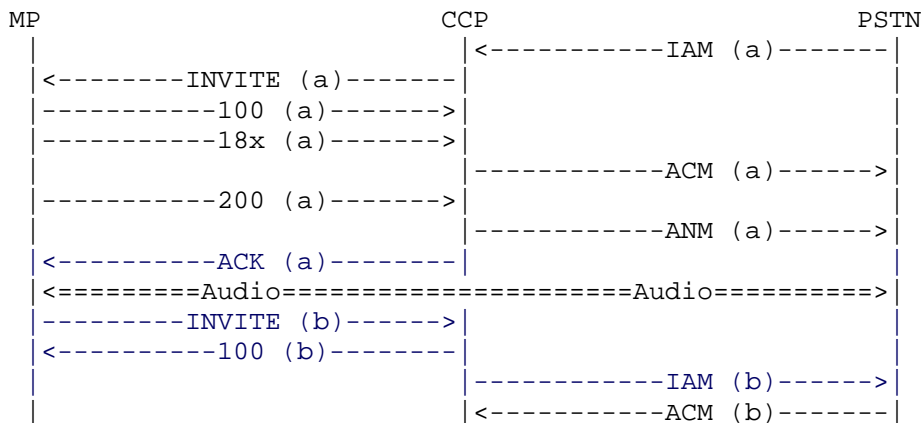 MP                         CCP                       PSTN
 |                          |<-----------IAM (a)-------|
 |<--------INVITE (a)-------|                          |
 |-----------100 (a)------->|                          |
 |-----------18x (a)------->|                          |
 |                          |------------ACM (a)------>|
 |-----------200 (a)------->|                          |
 |                          |------------ANM (a)------>|
 |<----------ACK (a)--------|                          |
 |<=========Audio======================Audio==========>|
 |---------INVITE (b)------>|                          |
 |<----------100 (b)--------|                          |
 |                          |------------IAM (b)------>|
 |                          |<-----------ACM (b)-------|